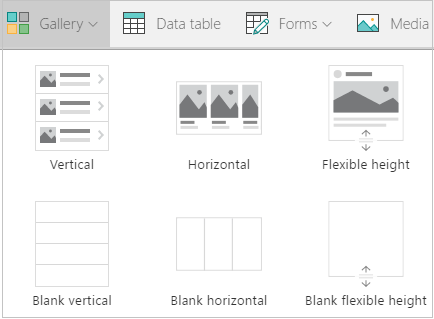 Gallery Data table Forms Media
Vertical Horizontal Flexible height
Blank vertical Blank horizontal Blank flexible height